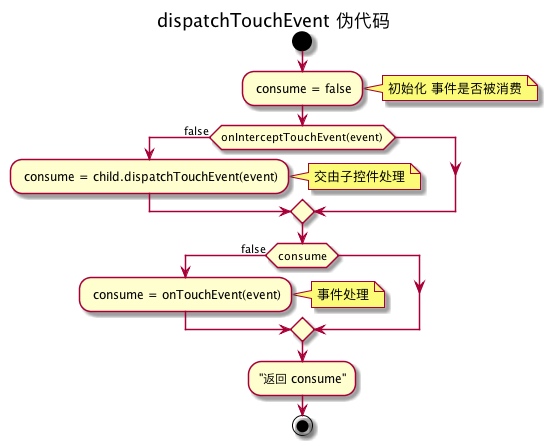 dispatchTouchEvent 伪代码
consume = false
初始化 事件是否被消费
false
onInterceptTouchEvent(event)
consume = child.dispatchTouchEvent(event)
交由子控件处理
false
consume
consume = onTouchEvent(event)
事件处理
"返回 consume"